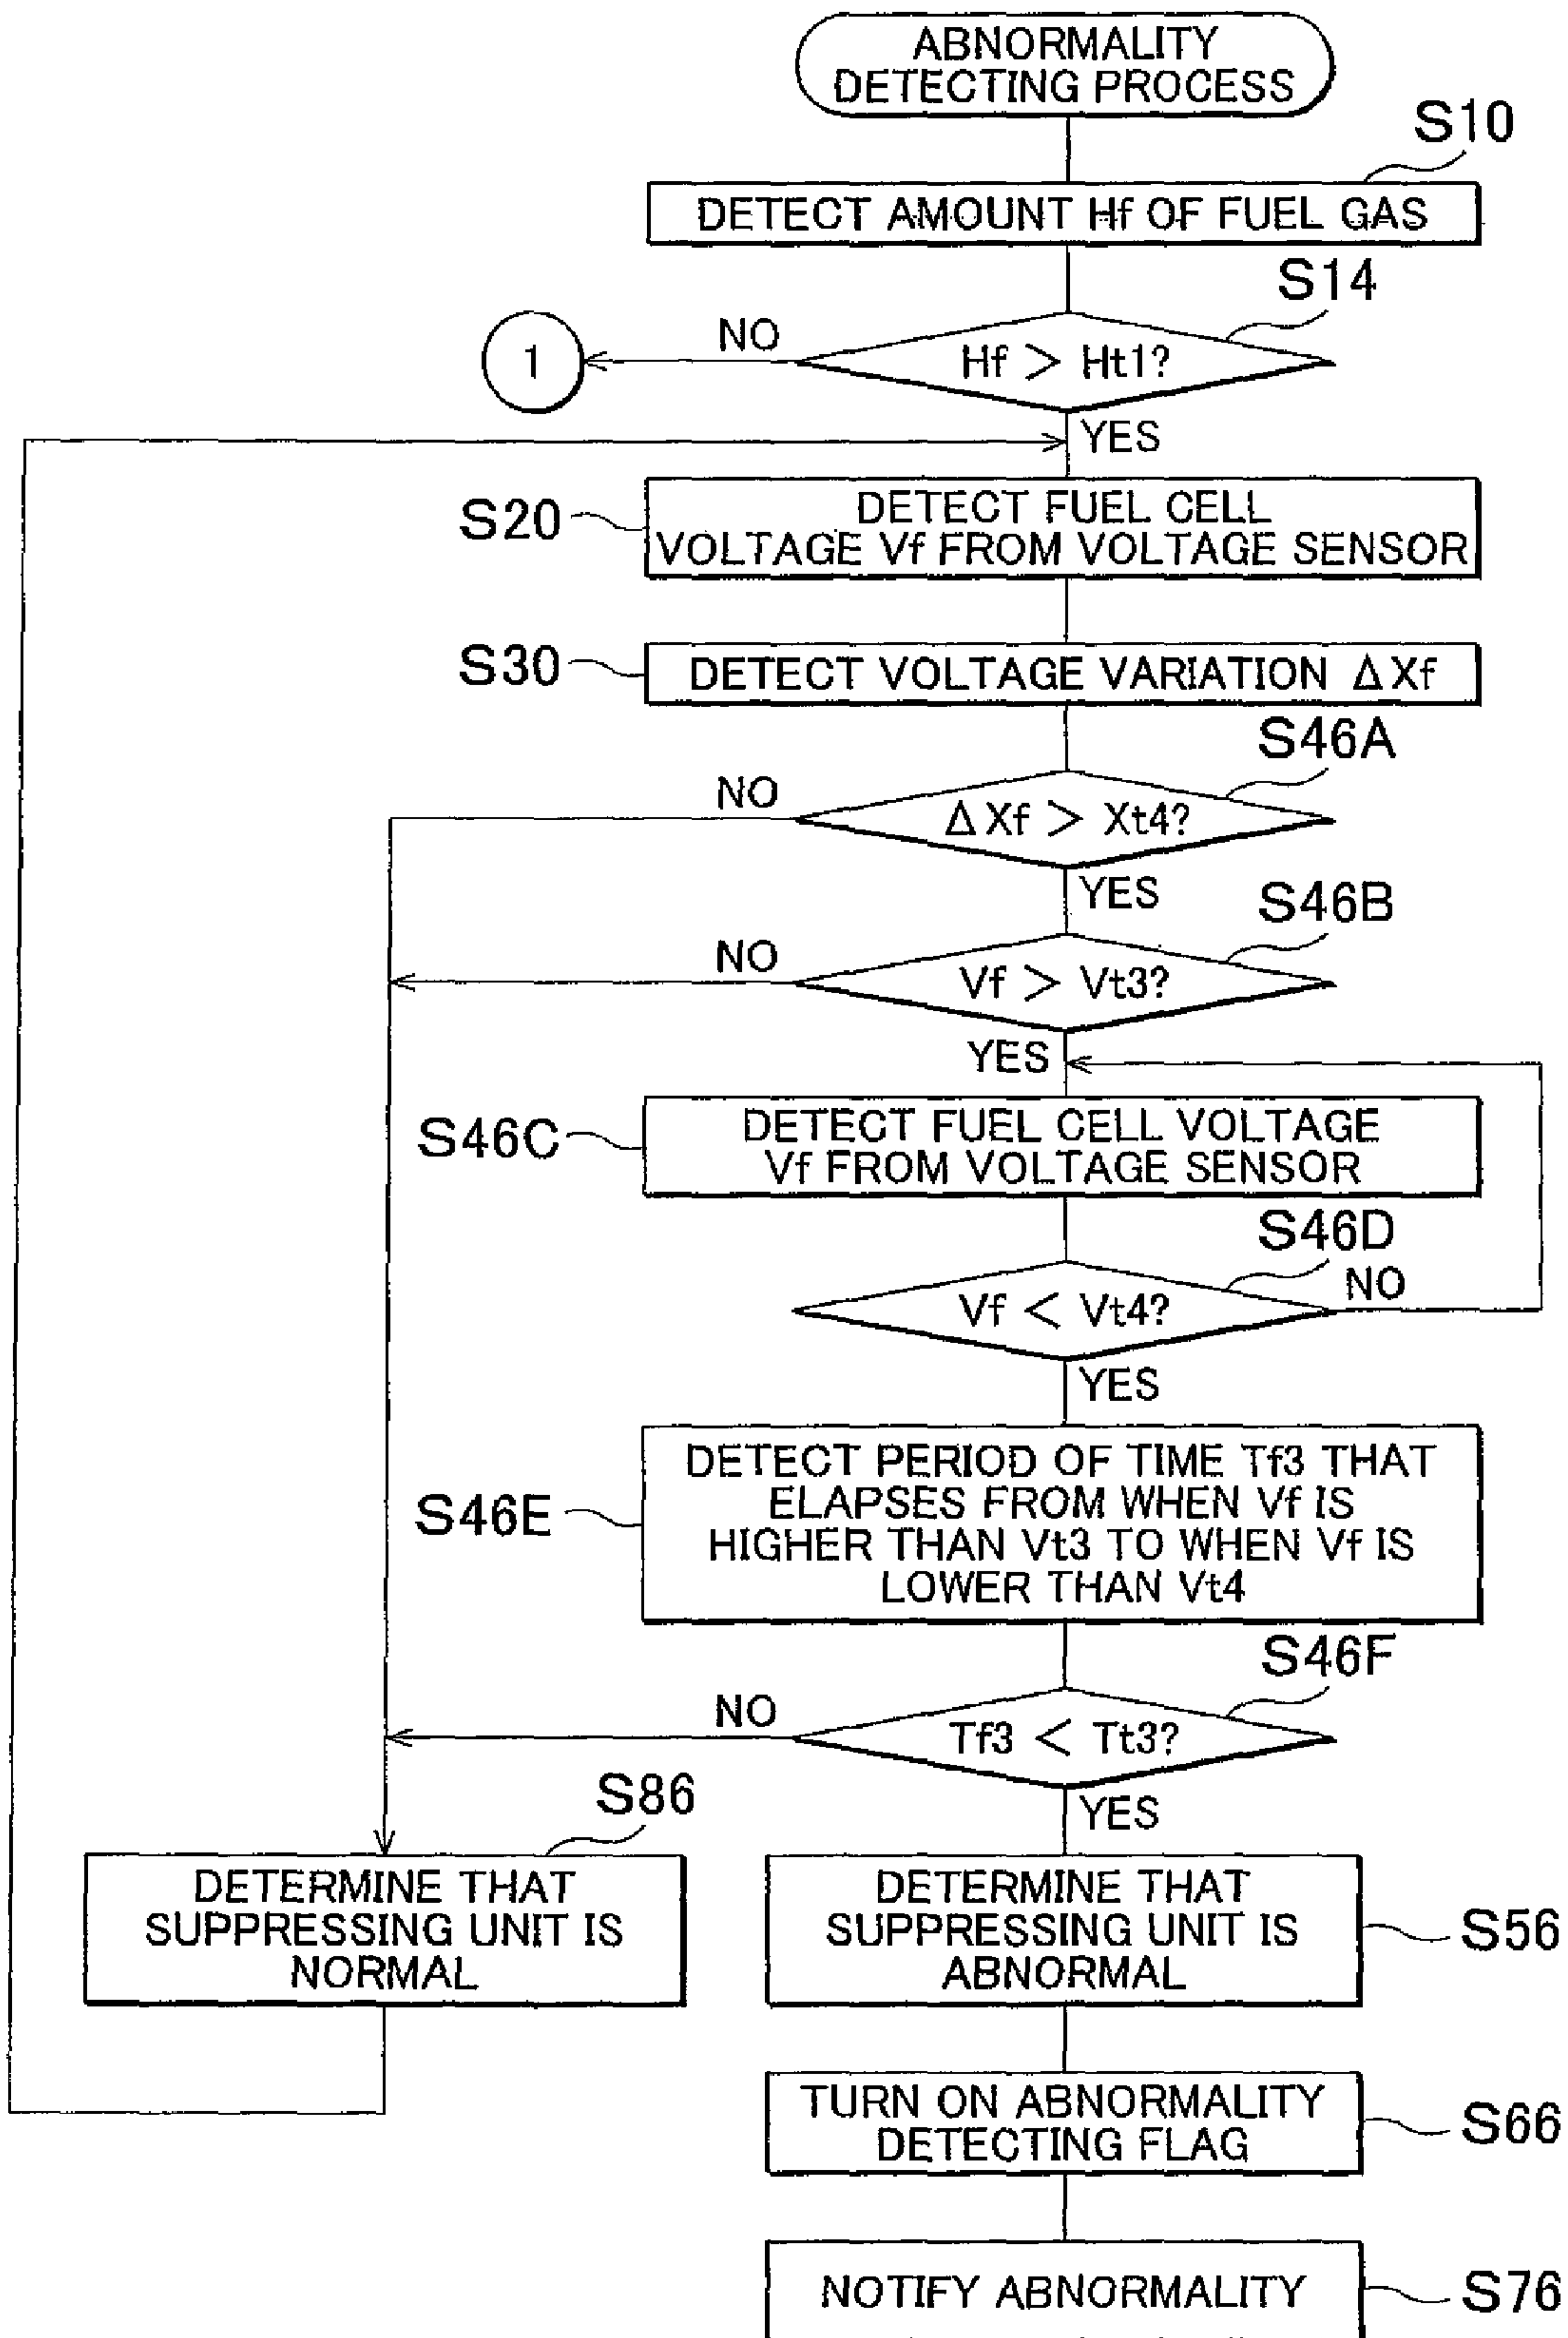 ABNORMALITY
DETECTING PROCESS
S10
DETECT AMOUNT Hf OF FUEL GAS
S14
NO
1
Hf > Ht1?
YES
S20
DETECT FUEL CELL
VOLTAGE Vf FROM VOLTAGE SENSOR
S30
DETECT VOLTAGE VARIATION ΔXf
S46A
NO
ΔXf > Xt4?
YES
S46B
NO
Vf > Vt3?
YES
S46C
DETECT FUEL CELL VOLTAGE
Vf FROM VOLTAGE SENSOR
S46D
NO
Vf < Vt4?
YES
S46E
DETECT PERIOD OF TIME Tf3 THAT
ELAPSES FROM WHEN Vf IS
HIGHER THAN Vt3 TO WHEN Vf IS
LOWER THAN Vt4
S46F
NO
Tf3 < Tt3?
YES
S86
DETERMINE THAT
SUPPRESSING UNIT IS
NORMAL
DETERMINE THAT
SUPPRESSING UNIT IS
ABNORMAL
S56
TURN ON ABNORMALITY
DETECTING FLAG
S66
NOTIFY ABNORMALITY
S76